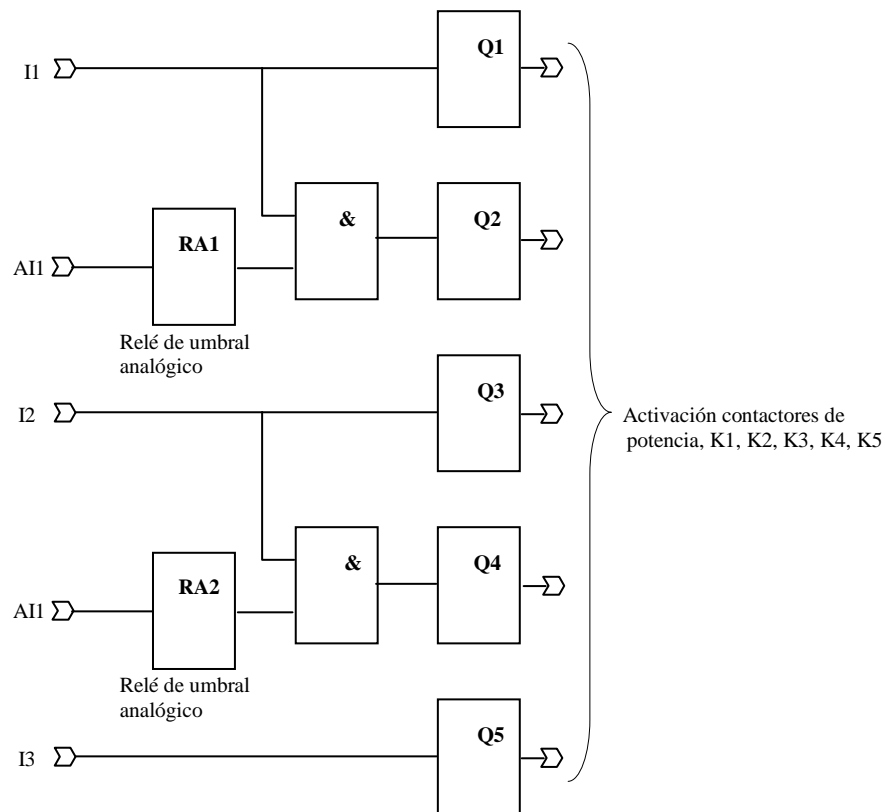 Q1
I1
Q2
&
RA1
AI1
Relé de umbral
analógico
Q3
I2
Activación contactores de
potencia, K1, K2, K3, K4, K5
&
Q4
RA2
AI1
Relé de umbral
analógico
Q5
I3